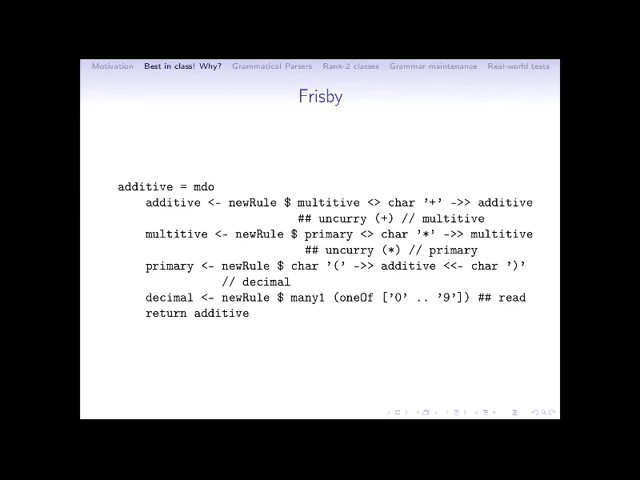 Motivation Best in class! Why? Grammatical Parsers Rank-2 classes Grammar maintenance Real-world tests
Frisby
additive = mdo
additive <- newRule $ multitive <> char '+' ->> additive
## uncurry (+) // multitive
multitive <- newRule $ primary <> char '*' ->> multitive
## uncurry (*) // primary
primary <- newRule $ char '(' ->> additive <<- char ')'
// decimal
decimal <- newRule $ many1 (oneOf ['0' .. '9']) ## read
return additive